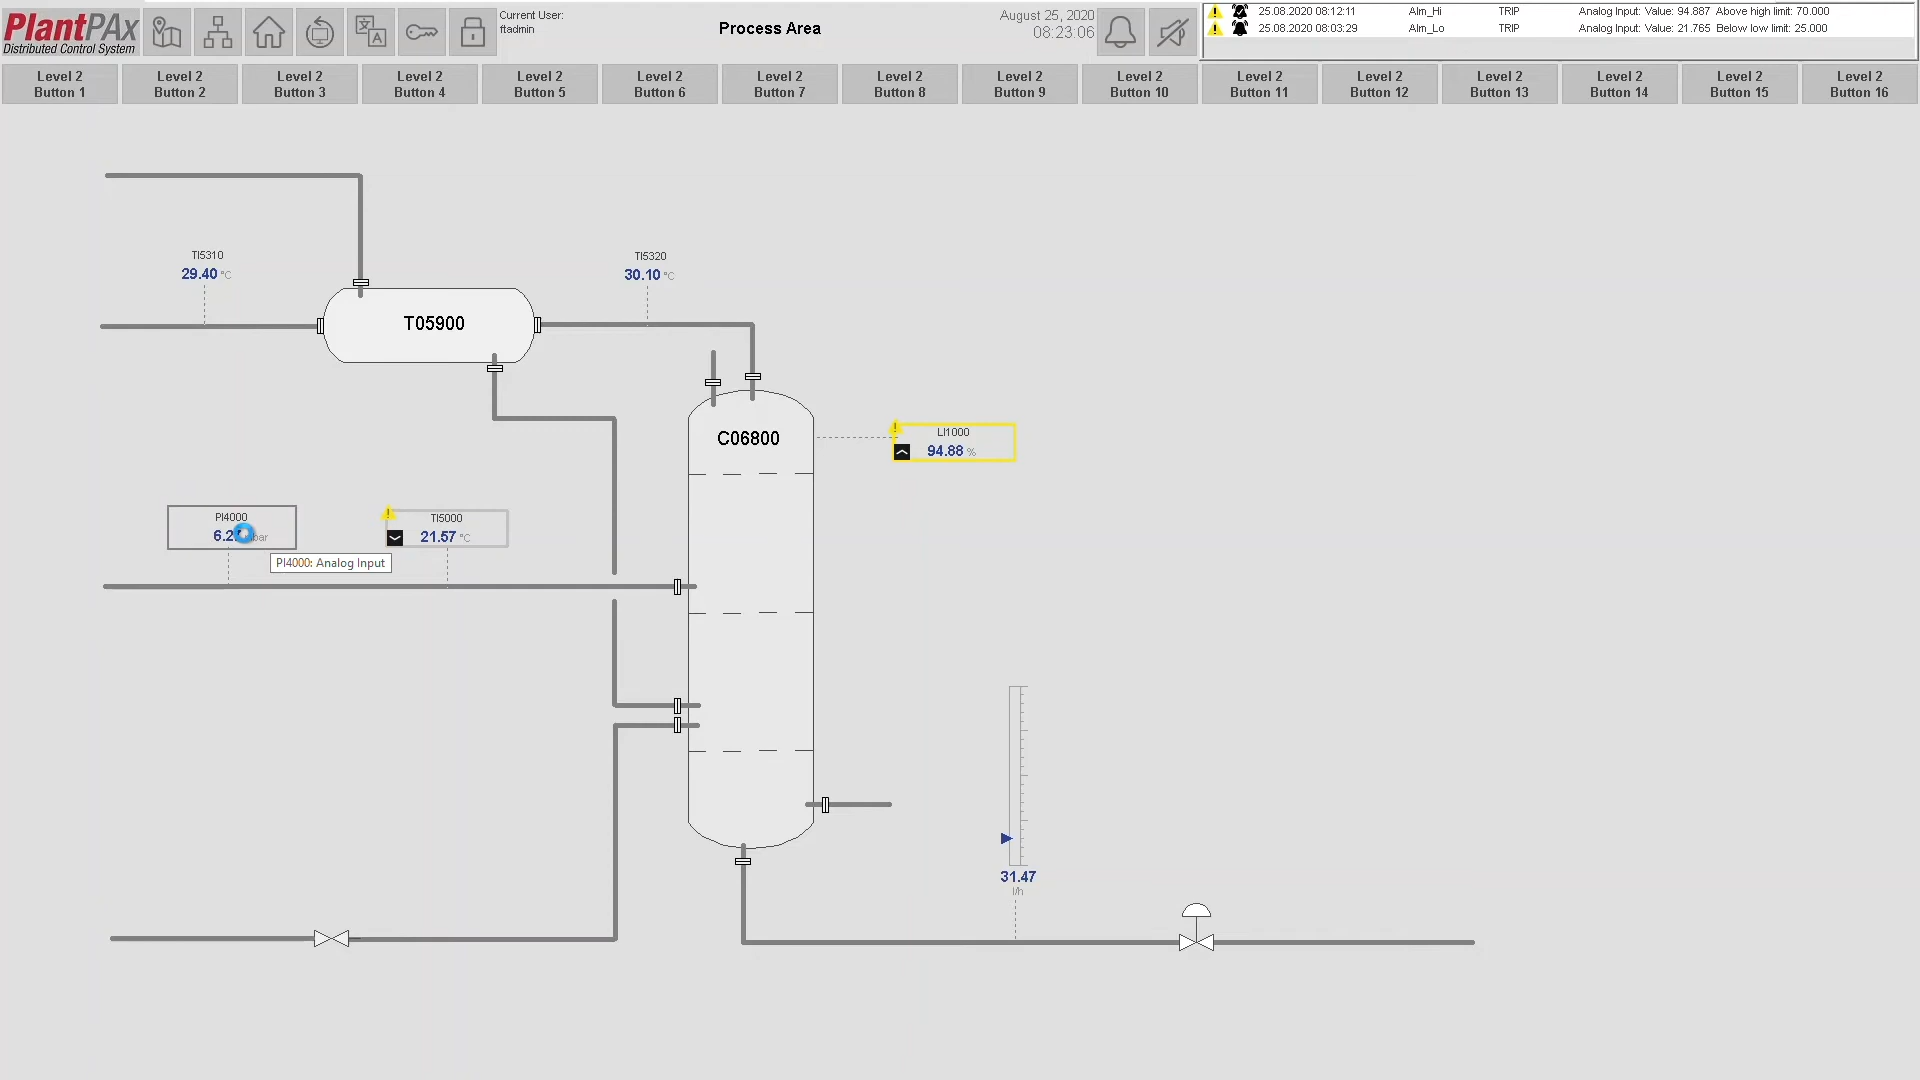 PlantPAx
Distributed Control System
Current User:
ftadmin
Process Area
August 25, 2020
08:23:06
25.08.2020 08:12:11 Alm_Hi TRIP Analog Input: Value: 94.887 Above high limit: 70.000
25.08.2020 08:03:29 Alm_Lo TRIP Analog Input: Value: 21.765 Below low limit: 25.000
Level 2 Button 1
Level 2 Button 2
Level 2 Button 3
Level 2 Button 4
Level 2 Button 5
Level 2 Button 6
Level 2 Button 7
Level 2 Button 8
Level 2 Button 9
Level 2 Button 10
Level 2 Button 11
Level 2 Button 12
Level 2 Button 13
Level 2 Button 14
Level 2 Button 15
Level 2 Button 16
TI5310
29.40 °C
TI5320
30.10 °C
T05900
C06800
LI1000
94.88 %
PI4000
bar
TI5000
21.57 °C
PI4000: Analog Input
31.47
l/h